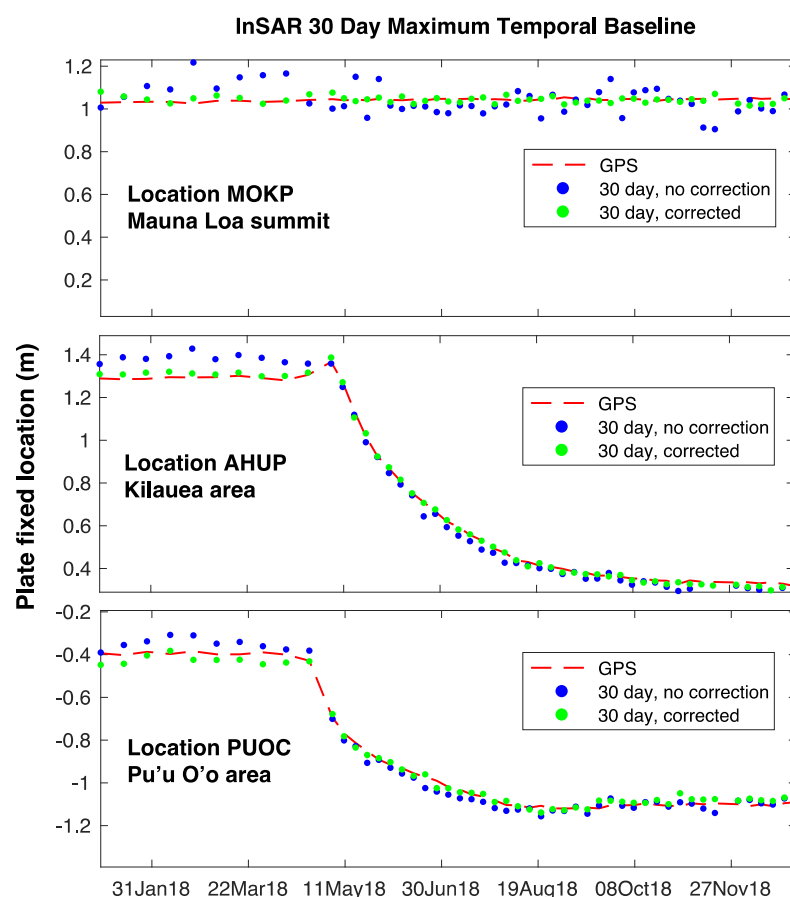 InSAR 30 Day Maximum Temporal Baseline
Plate fixed location (m)
1.2
1
0.8
0.6
0.4
0.2
GPS
30 day, no correction
30 day, corrected
Location MOKP
Mauna Loa summit
1.4
1.2
1
0.8
0.6
0.4
GPS
30 day, no correction
30 day, corrected
Location AHUP
Kilauea area
-0.2
-0.4
-0.6
-0.8
-1
-1.2
GPS
30 day, no correction
30 day, corrected
Location PUOC
Pu'u O'o area
31Jan18 22Mar18 11May18 30Jun18 19Aug18 08Oct18 27Nov18